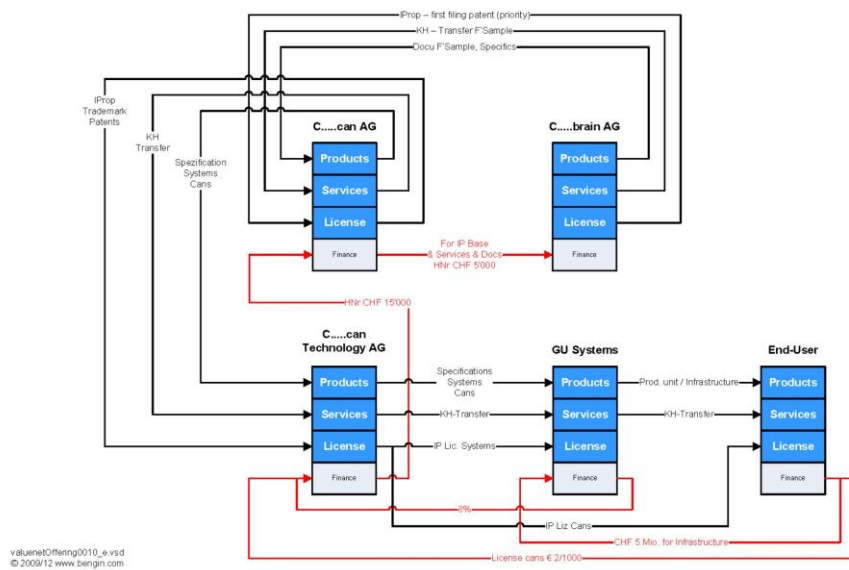 IProp – first filing patent (priority)
KH – Transfer F'Sample
Docu F'Sample, Specifics
IProp
Trademark
Patents
KH
Transfer
Spezification
Systems
Cans
C.....can AG
C.....brain AG
Products
Products
Services
Services
License
License
Finance
Finance
For IP Base
& Services & Docs
HNr CHF 5'000
HNr CHF 15'000
C.....can
Technology AG
GU Systems
End-User
Products
Specifications
Systems
Cans
Products
Prod. unit / Infrastructure
Products
Services
KH-Transfer
Services
KH-Transfer
Services
License
IP Lic. Systems
License
License
Finance
Finance
Finance
8%
IP Liz Cans
CHF 5 Mio. for Infrastructure
License cans € 2/1000
valuenetOffering0010_e.vsd
© 2009/12 www.bengin.com